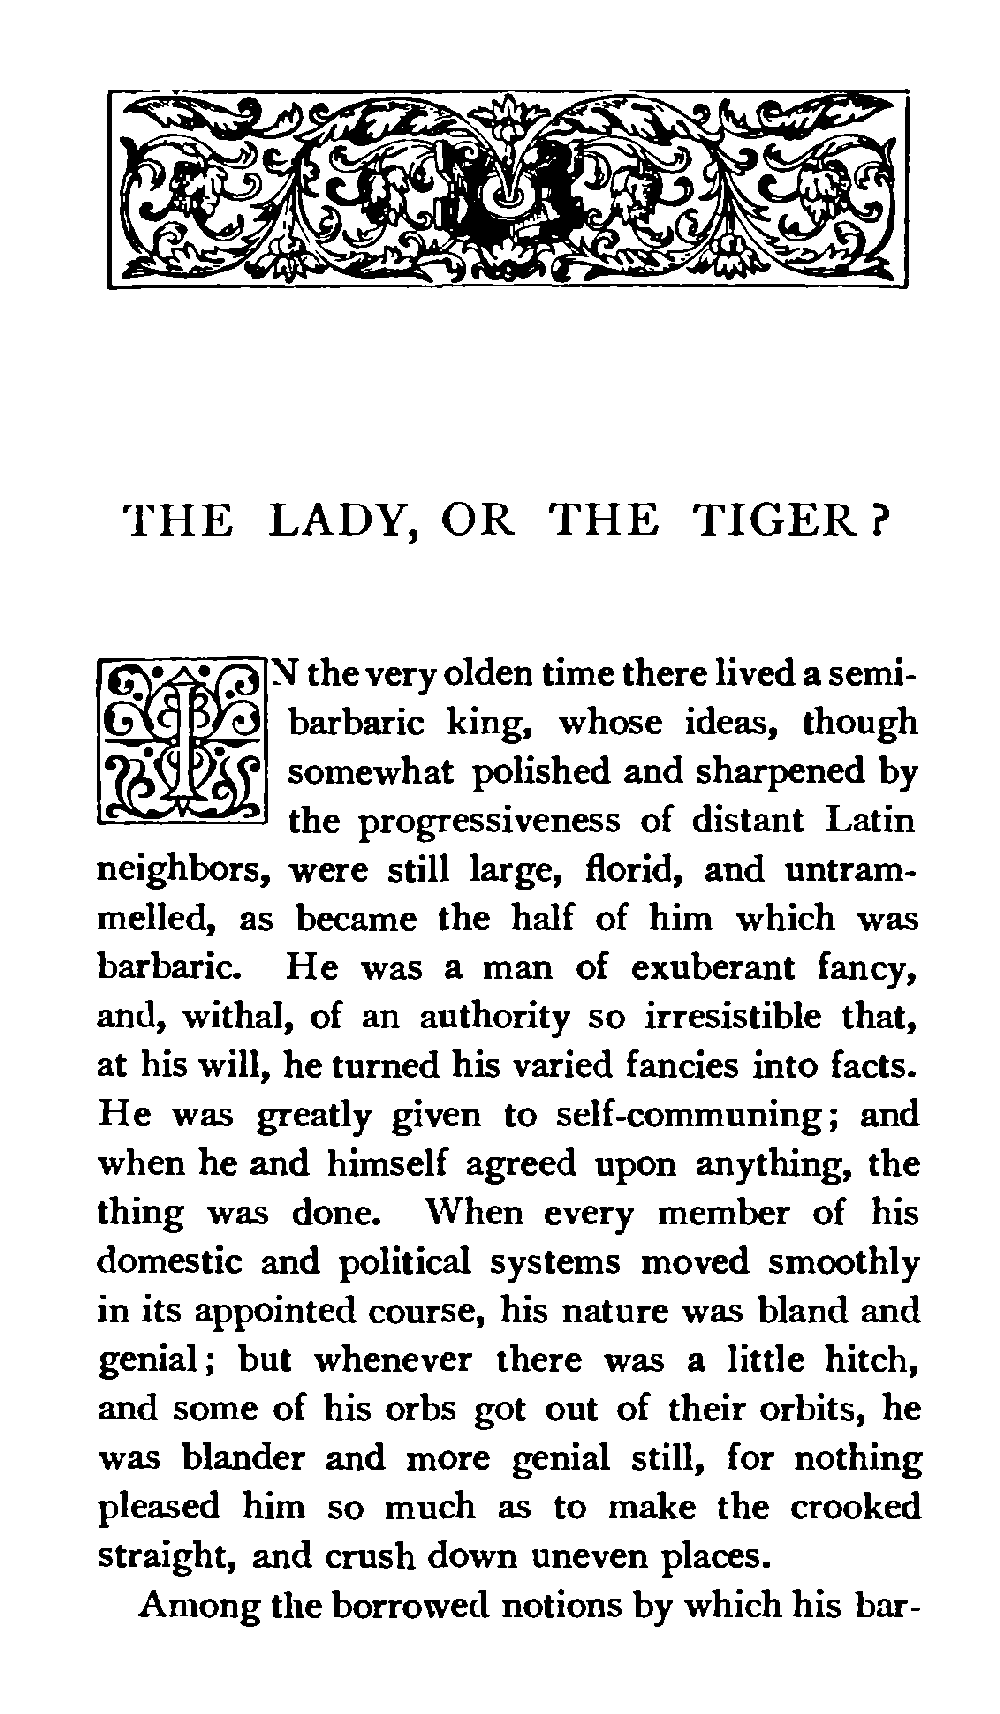 THE LADY, OR THE TIGER?
IN the very olden time there lived a semi-
barbaric king, whose ideas, though
somewhat polished and sharpened by
the progressiveness of distant Latin
neighbors, were still large, florid, and untram-
melled, as became the half of him which was
barbaric. He was a man of exuberant fancy,
and, withal, of an authority so irresistible that,
at his will, he turned his varied fancies into facts.
He was greatly given to self-communing; and
when he and himself agreed upon anything, the
thing was done. When every member of his
domestic and political systems moved smoothly
in its appointed course, his nature was bland and
genial; but whenever there was a little hitch,
and some of his orbs got out of their orbits, he
was blander and more genial still, for nothing
pleased him so much as to make the crooked
straight, and crush down uneven places.
Among the borrowed notions by which his bar-